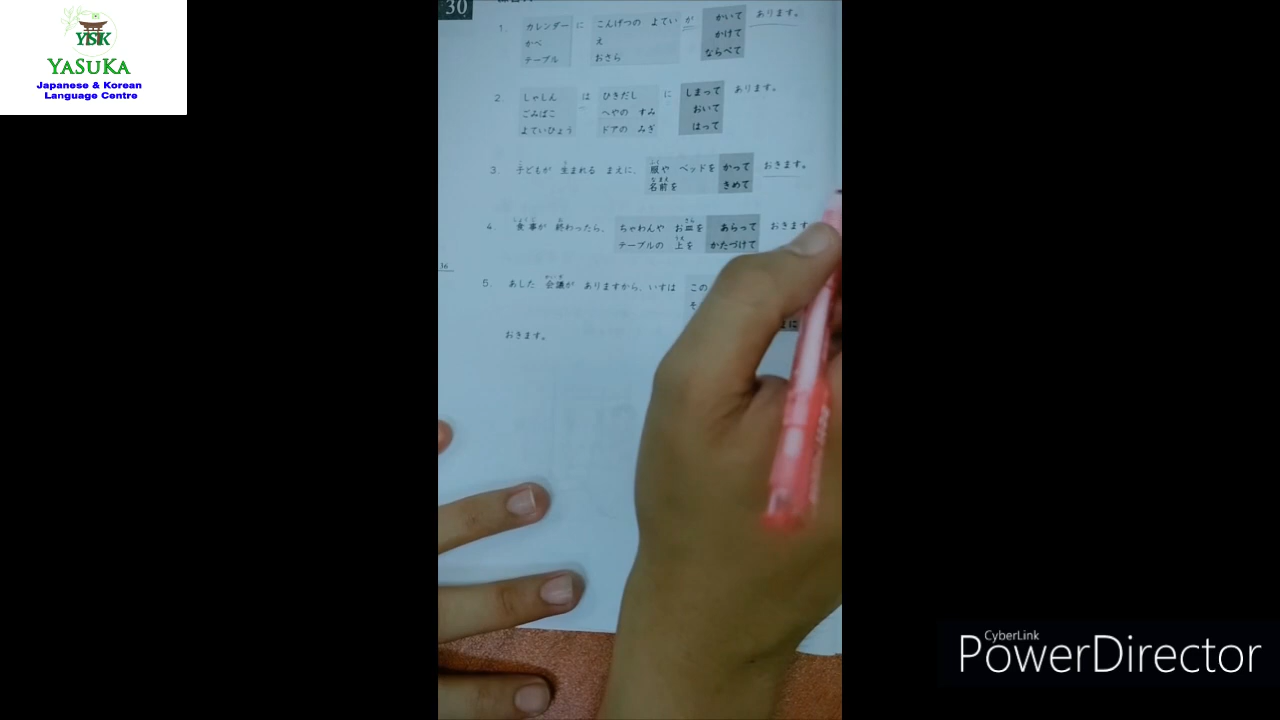 YSK
YASUKA
Japanese & Korean
Language Centre
30
1. カレンダー に こんげつの よてい が かいて あります。
かべ え かけて
テーブル おさら ならべて
2. しゃしん は ひきだし に しまって あります。
ごみばこ へやの すみ おいて
よていひょう ドアの みぎ はって
3. 子どもが 生まれる まえに、 服や ベッドを かって おきます。
名前を きめて
4. 食事が 終わったら、 ちゃわんや お皿を あらって おきます
テーブルの 上を かたづけて
36
5. あした 会議が ありますから、いすは この
そ
に
おきます。
CyberLink
PowerDirector